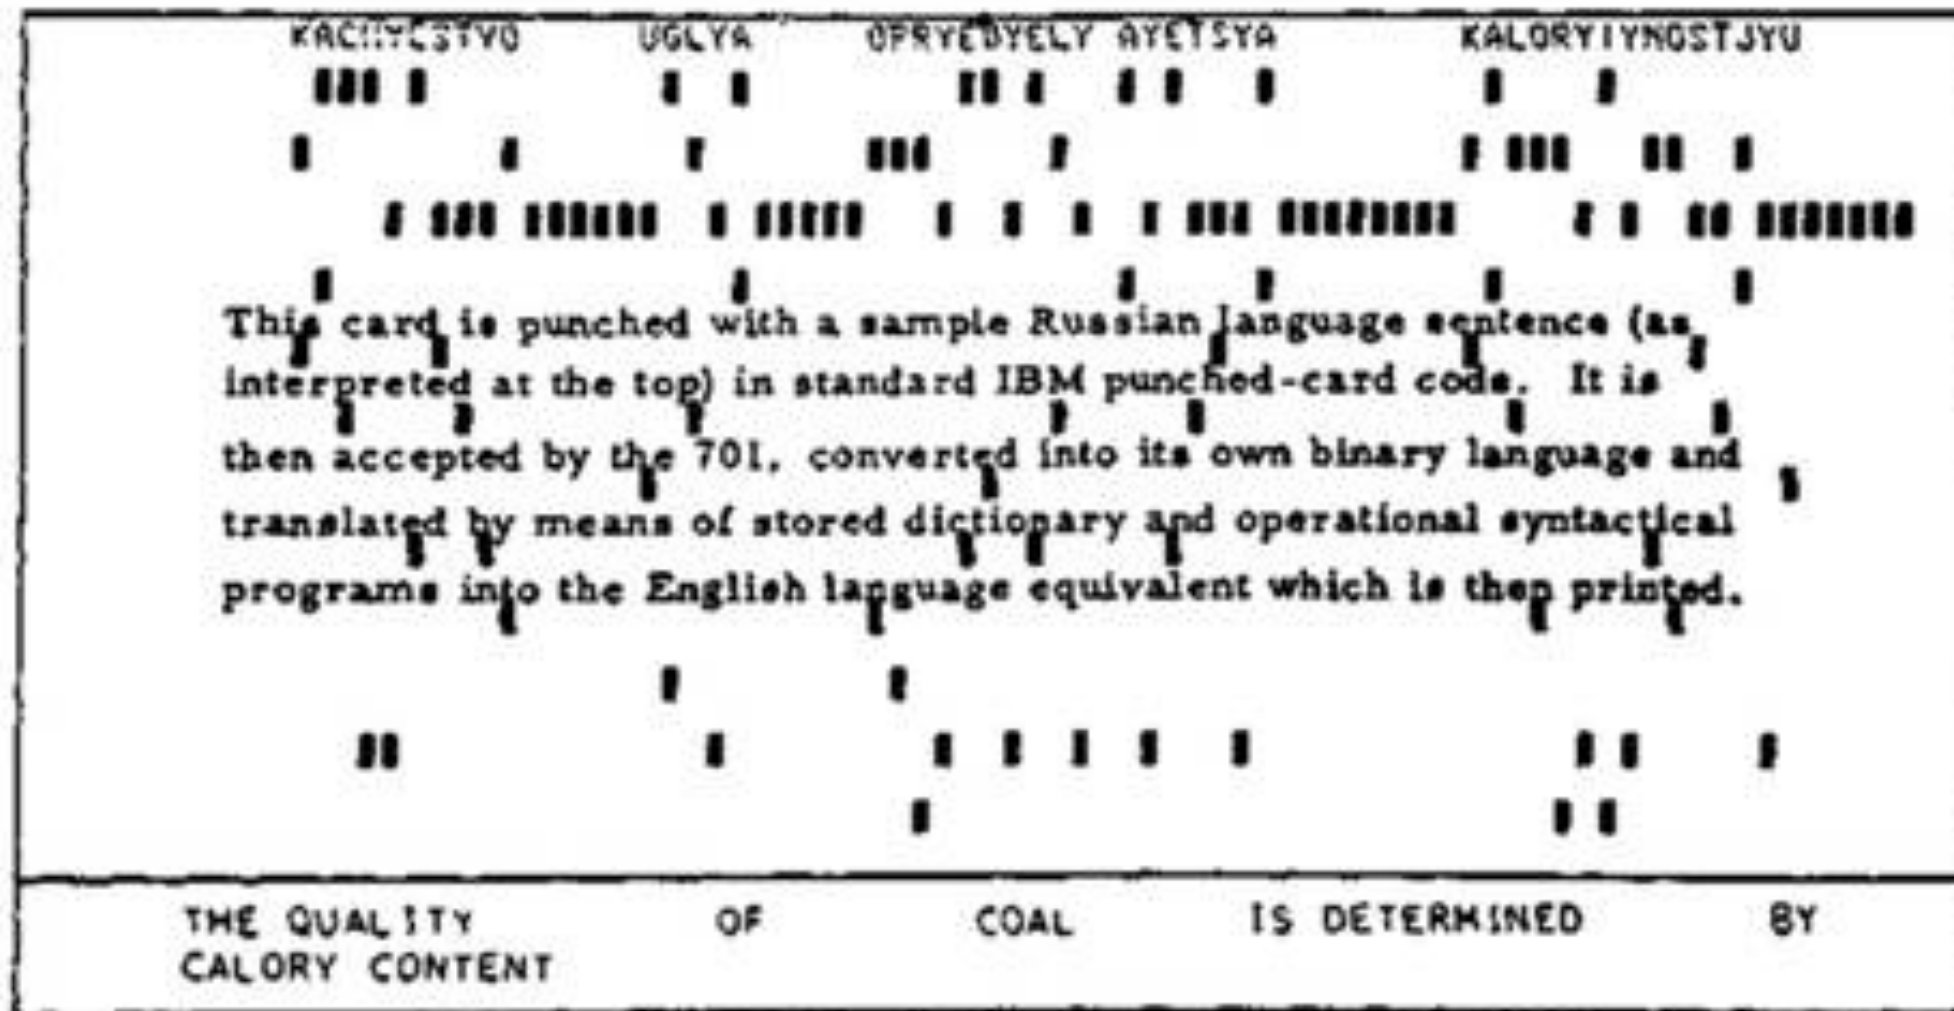 KACHYESTVO UGLYA OPRYEDYELY AYETSYA KALORYIYNOSTJYU
This card is punched with a sample Russian language sentence (as
interpreted at the top) in standard IBM punched-card code. It is
then accepted by the 701, converted into its own binary language and
translated by means of stored dictionary and operational syntactical
programs into the English language equivalent which is then printed.
THE QUALITY OF COAL IS DETERMINED BY
CALORY CONTENT